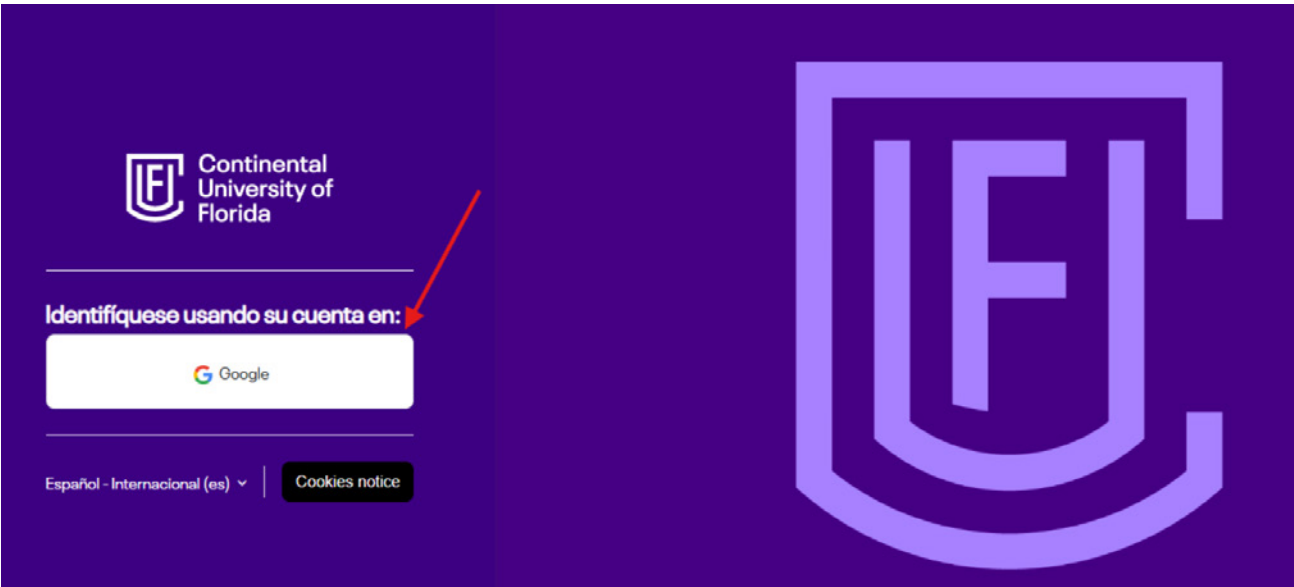 Continental
University of
Florida
Identifíquese usando su cuenta en:
Google
Español - Internacional (es)
Cookies notice